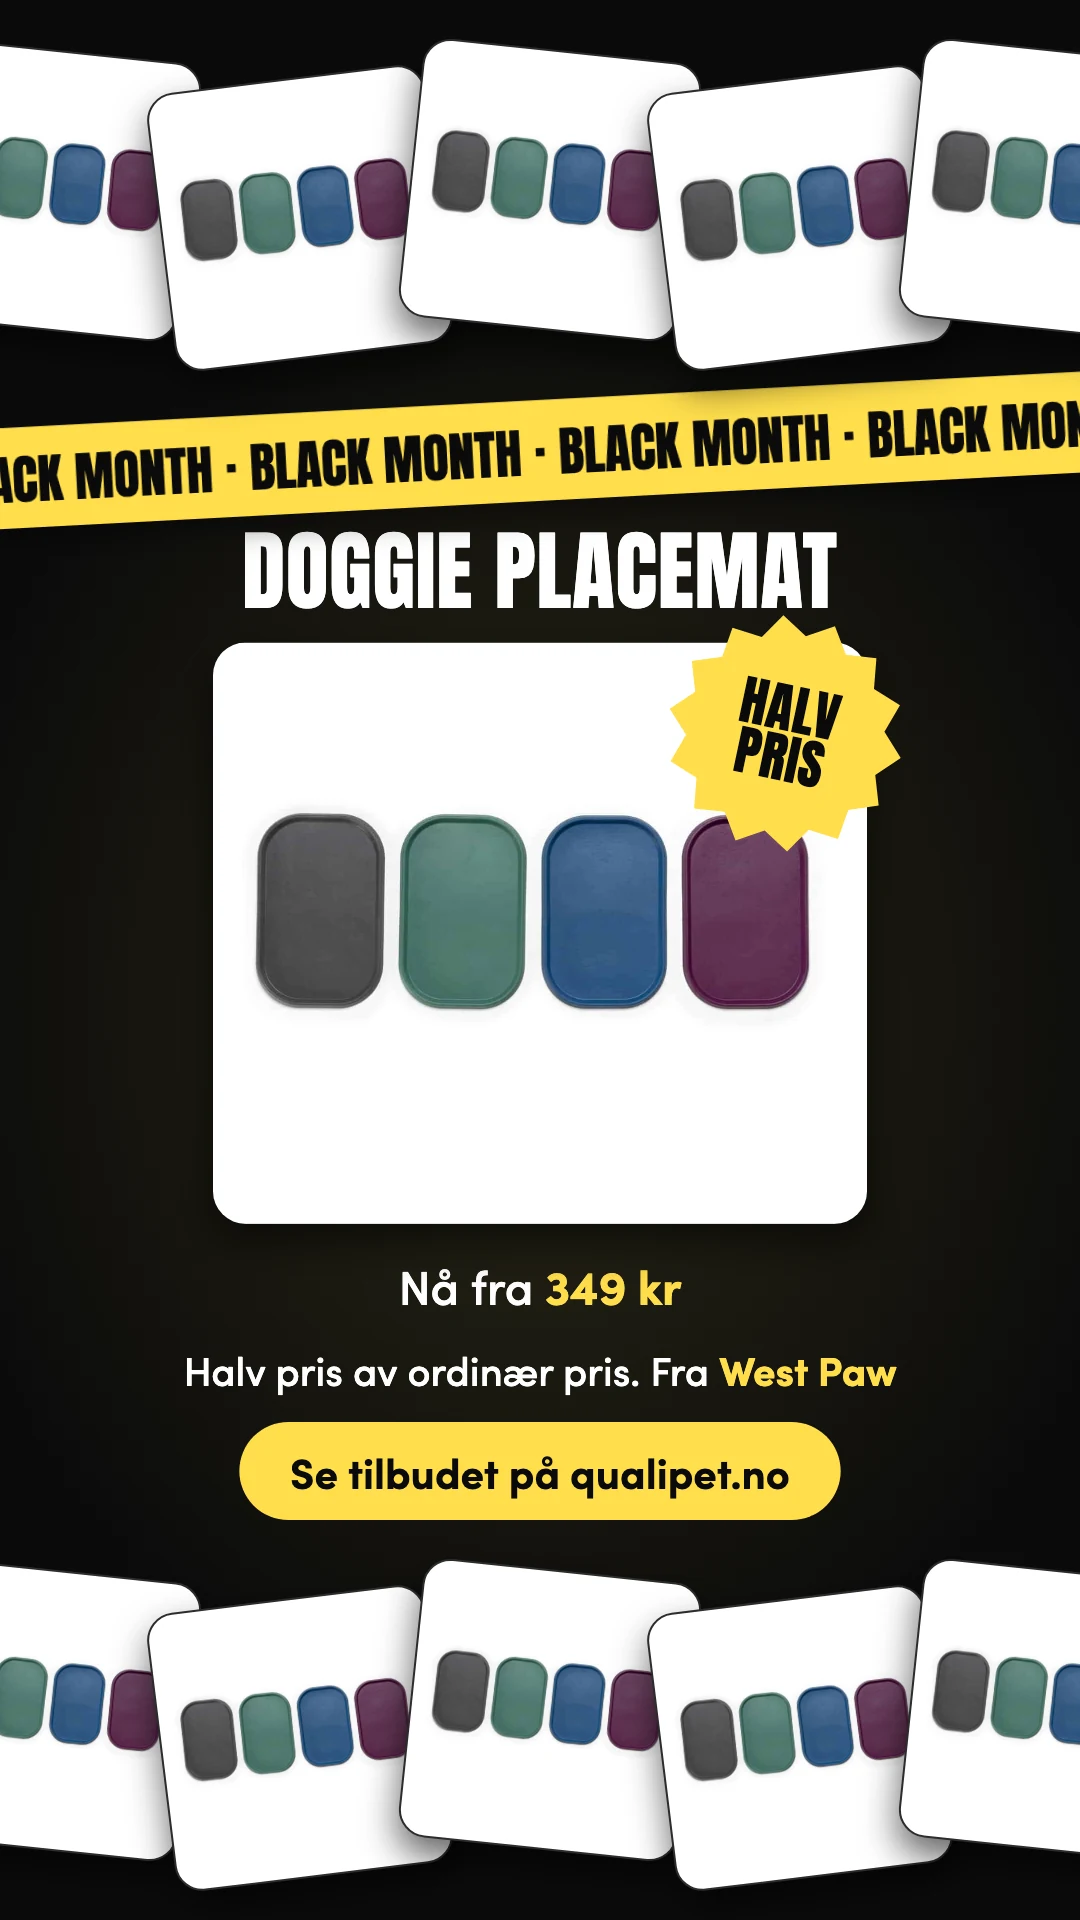 ACK MONTH · BLACK MONTH · BLACK MONTH · BLACK MON
DOGGIE PLACEMAT
HALV
PRIS
Nå fra 349 kr
Halv pris av ordinær pris. Fra West Paw
Se tilbudet på qualipet.no